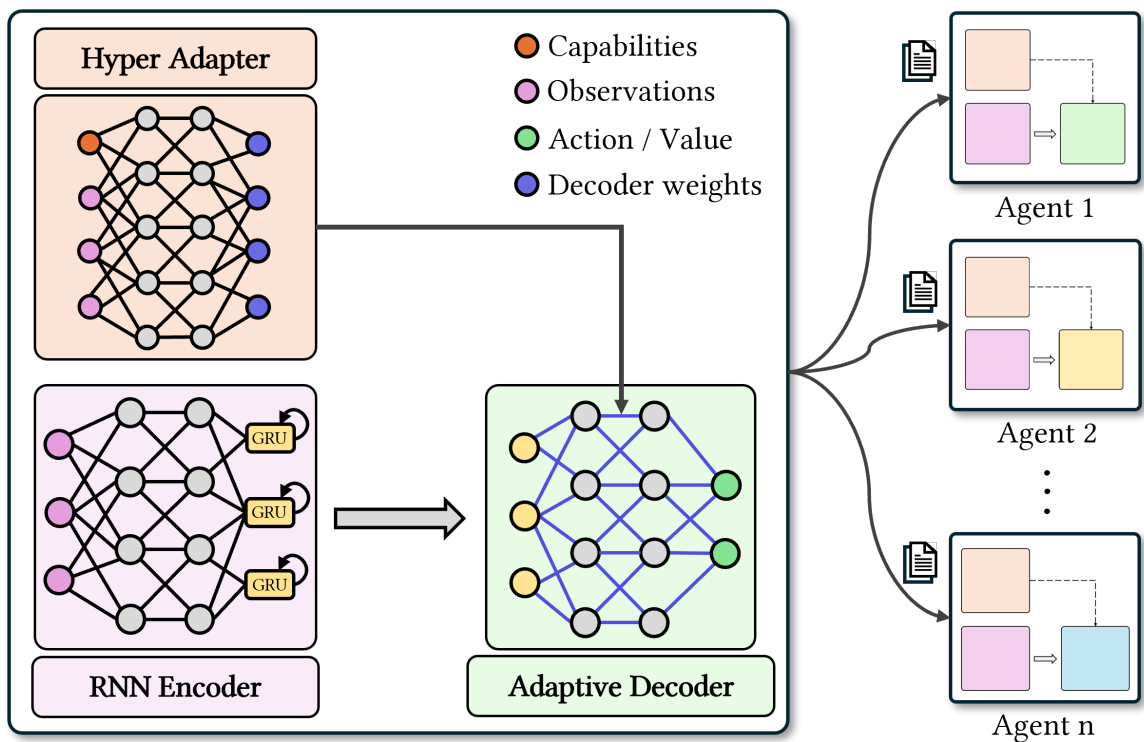 Hyper Adapter
Capabilities
Observations
Action / Value
Decoder weights
GRU
GRU
GRU
RNN Encoder
Adaptive Decoder
Agent 1
Agent 2
Agent n